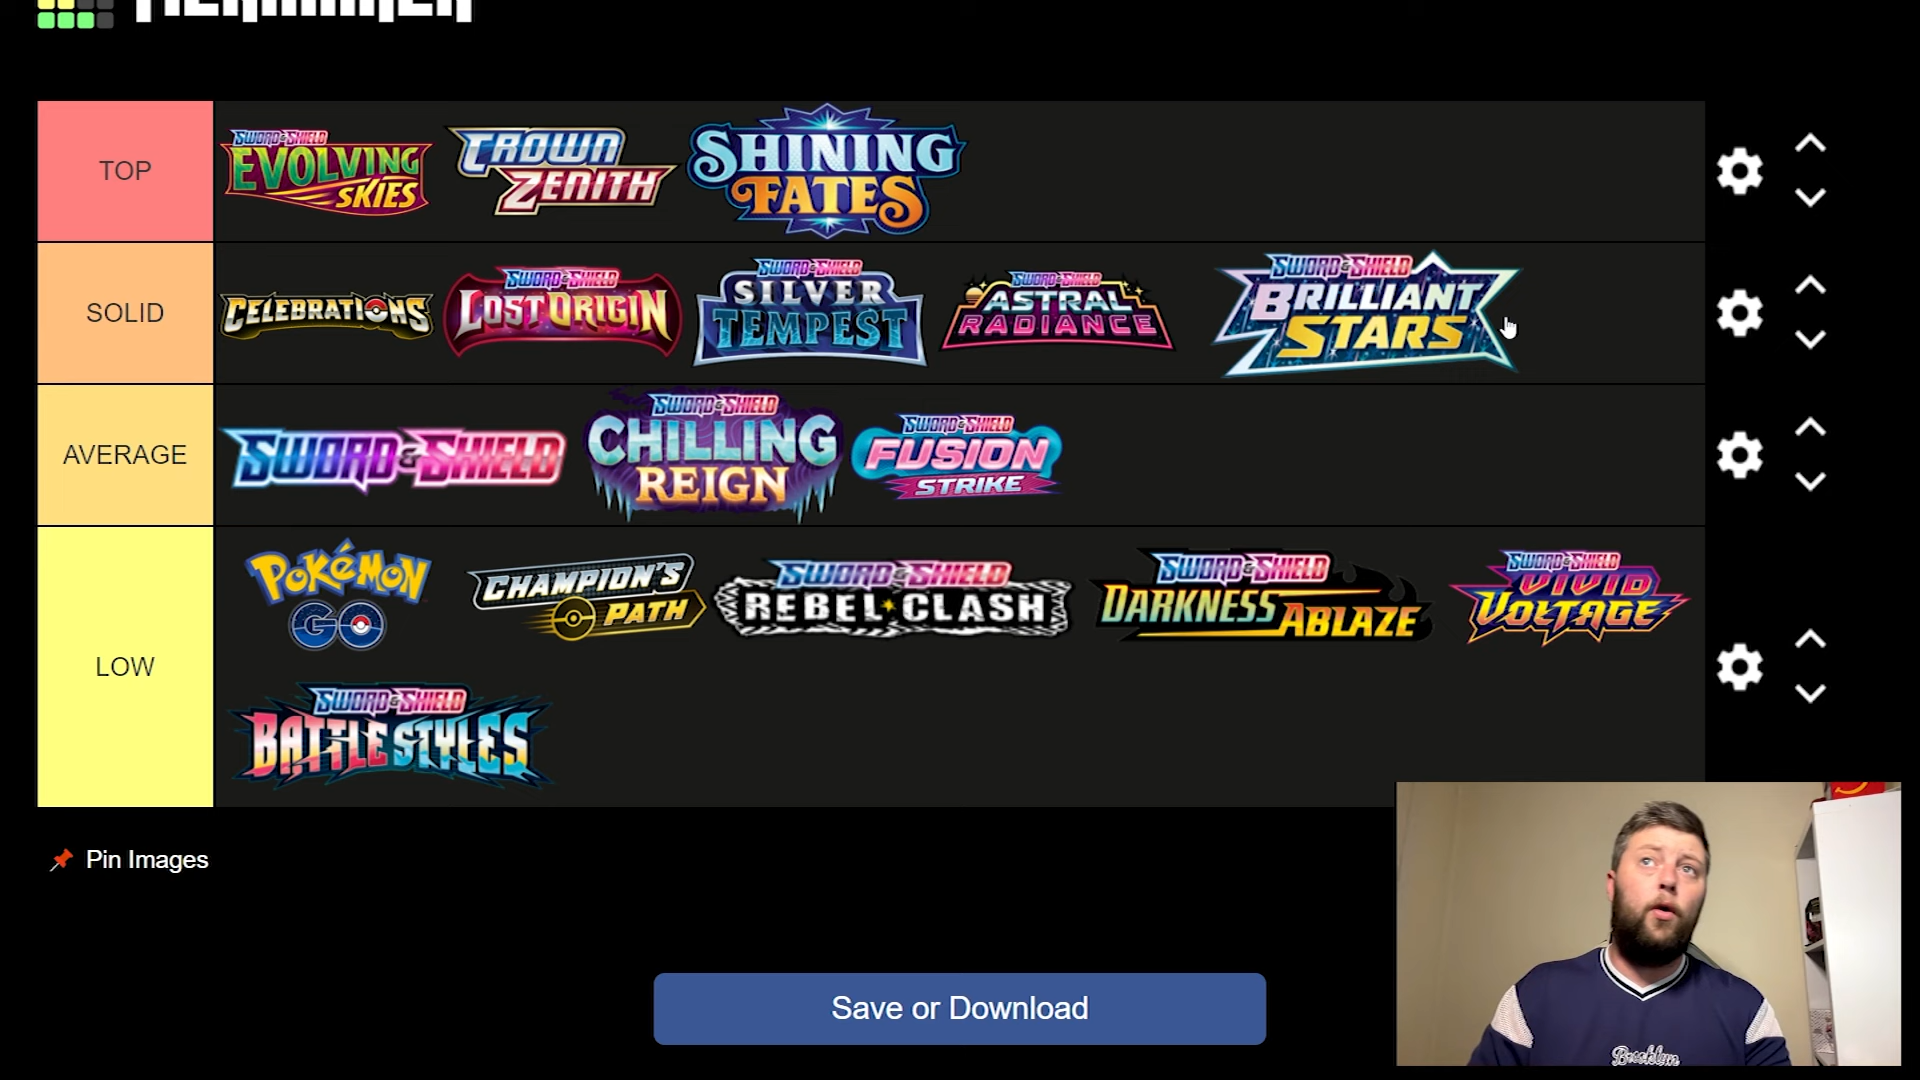 TIERMAKER
TOP
SWORD & SHIELD
EVOLVING
SKIES
CROWN
ZENITH
SHINING
FATES
SOLID
CELEBRATIONS
SWORD & SHIELD
LOST ORIGIN
SWORD & SHIELD
SILVER
TEMPEST
SWORD & SHIELD
ASTRAL
RADIANCE
SWORD & SHIELD
BRILLIANT
STARS
AVERAGE
SWORD & SHIELD
SWORD & SHIELD
CHILLING
REIGN
SWORD & SHIELD
FUSION
STRIKE
LOW
POKéMON
GO
CHAMPION'S
PATH
SWORD & SHIELD
REBEL CLASH
SWORD & SHIELD
DARKNESS ABLAZE
SWORD & SHIELD
VIVID
VOLTAGE
SWORD & SHIELD
BATTLE STYLES
Pin Images
Save or Download
Brooklyn